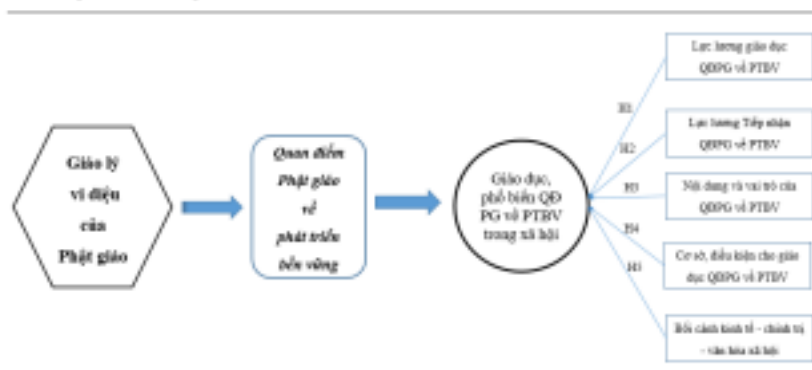 Giáo lý
vi diệu
của
Phật giáo
Quan điểm
Phật giáo
về
phát triển
bền vững
Giáo dục,
phổ biến QĐ
PG về PTBV
trong xã hội
H1
H2
H3
H4
H5
Lực lượng giáo dục
QĐPG về PTBV
Lực lượng Tiếp nhận
QĐPG về PTBV
Nội dung và vai trò của
QĐPG về PTBV
Cơ sở, điều kiện cho giáo
dục QĐPG về PTBV
Bối cảnh kinh tế - chính trị
- văn hóa xã hội